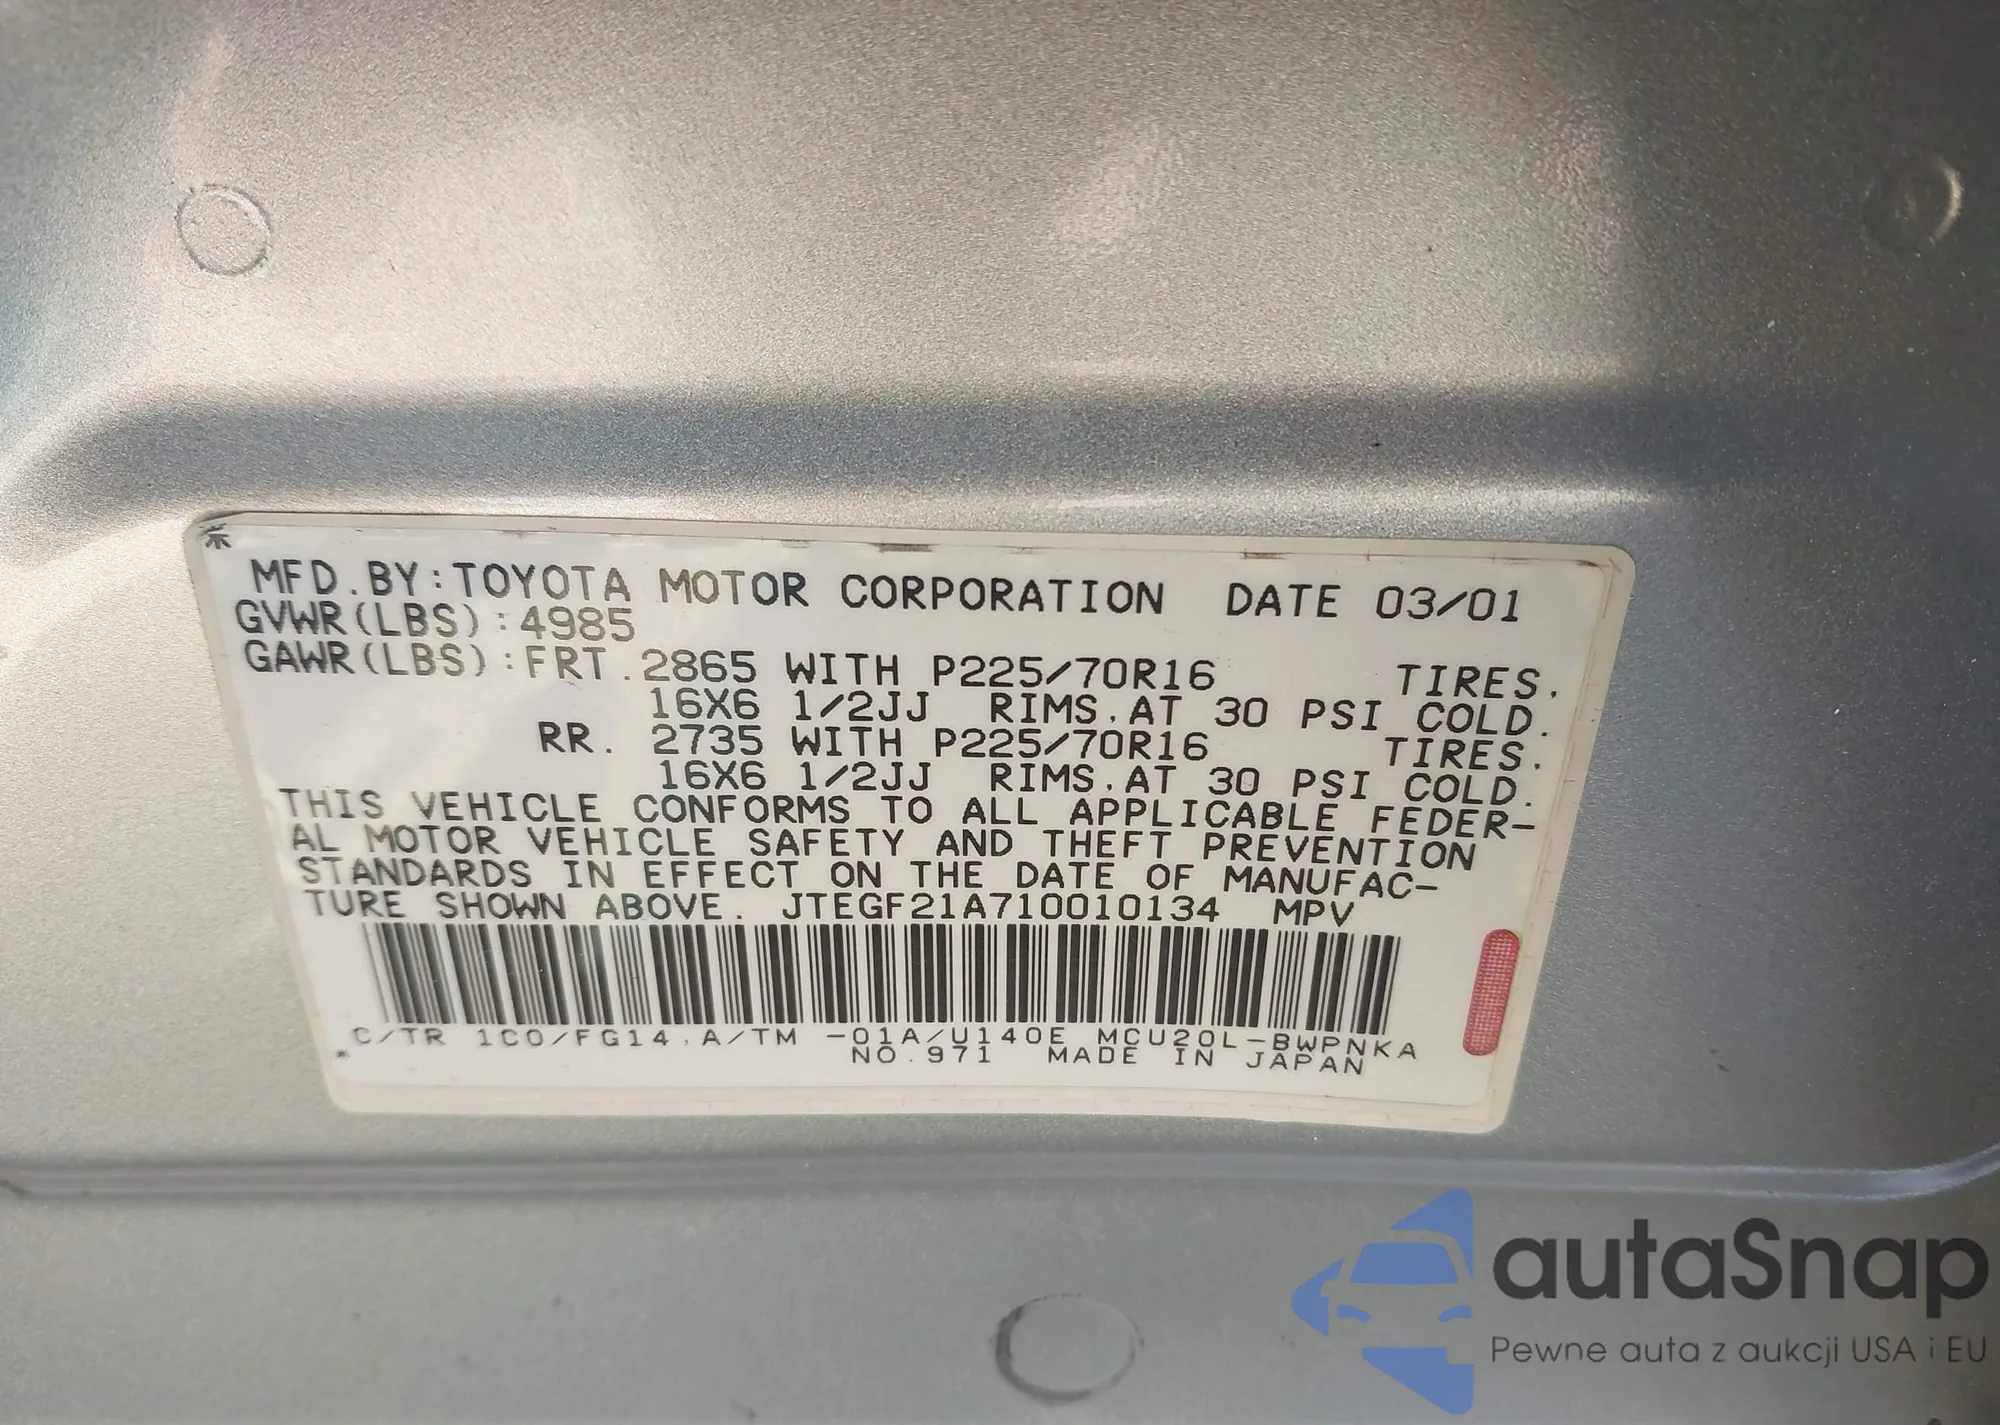 MFD.BY:TOYOTA MOTOR CORPORATION DATE 03/01
GVWR(LBS):4985
GAWR(LBS):FRT.2865 WITH P225/70R16 TIRES.
16X6 1/2JJ RIMS.AT 30 PSI COLD.
RR. 2735 WITH P225/70R16 TIRES.
16X6 1/2JJ RIMS.AT 30 PSI COLD.
THIS VEHICLE CONFORMS TO ALL APPLICABLE FEDER-
AL MOTOR VEHICLE SAFETY AND THEFT PREVENTION
STANDARDS IN EFFECT ON THE DATE OF MANUFAC-
TURE SHOWN ABOVE. JTEGF21A710010134 MPV
C/TR 1C0/FG14.A/TM -01A/U140E MCU20L-BWPNKA
NO.971 MADE IN JAPAN
autaSnap
Pewne auta z aukcji USA i EU